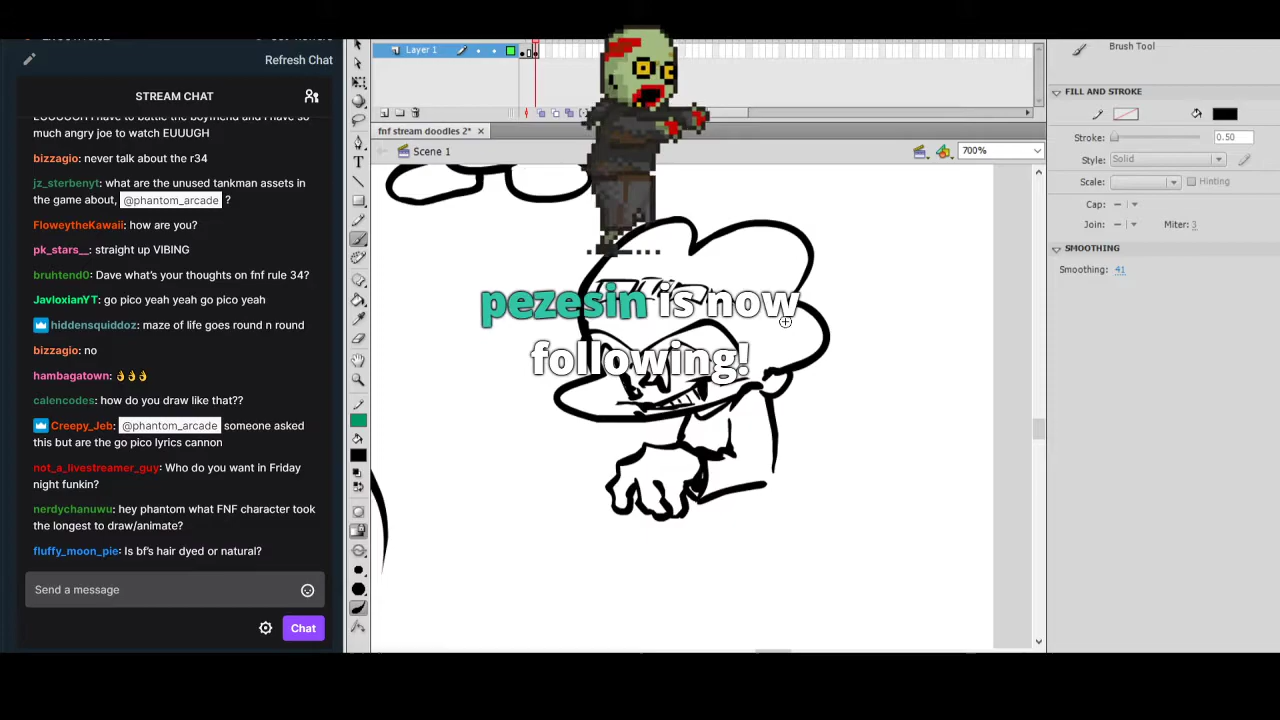 Refresh Chat
STREAM CHAT
much angry joe to watch EUUUGH
bizzagio: never talk about the r34
jz_sterbenyt: what are the unused tankman assets in
the game about, @phantom_arcade ?
FloweytheKawaii: how are you?
pk_stars__: straight up VIBING
bruhtend0: Dave what's your thoughts on fnf rule 34?
JavloxianYT: go pico yeah yeah go pico
hiddensquiddoz: maze of life goes round n round
bizzagio: no
hambagatown: 👌👌👌
calencodes: how do you draw like that??
Creepy_Jeb: @phantom_arcade someone asked
this but are the go pico lyrics cannon
not_a_livestreamer_guy: Who do you want in Friday
night funkin?
nerdychanuwu: hey phantom what FNF character took
the longest to draw/animate?
fluffy_moon_pie: Is bf's hair dyed or natural?
Send a message
Chat
Layer 1
fnf stream doodles 2*
Scene 1
700%
pezesin is now
following!
Brush Tool
FILL AND STROKE
Stroke: 0.50
Style: Solid
Scale: Hinting
Cap:
Join: Miter: 3
SMOOTHING
Smoothing: 41